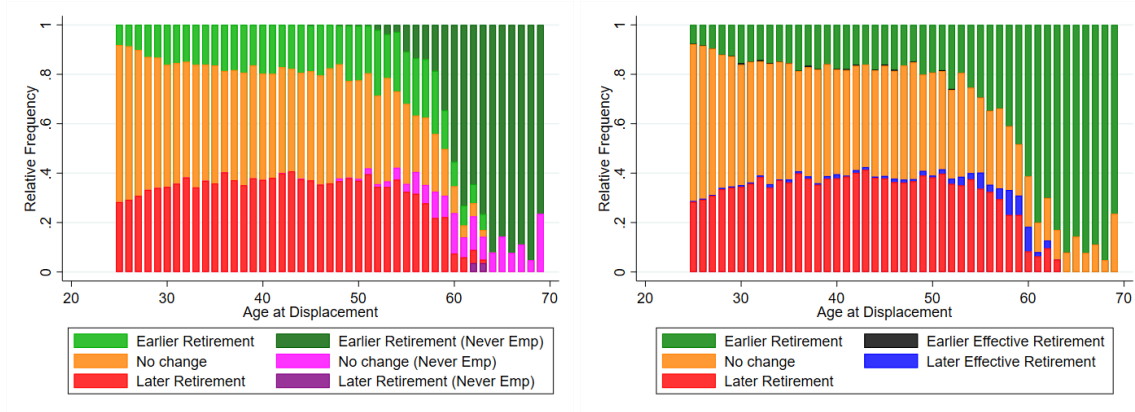 Relative Frequency
1
.8
.6
.4
.2
0
20 30 40 50 60 70
Age at Displacement
Earlier Retirement Earlier Retirement (Never Emp)
No change No change (Never Emp)
Later Retirement Later Retirement (Never Emp)
Relative Frequency
1
.8
.6
.4
.2
0
20 30 40 50 60 70
Age at Displacement
Earlier Retirement Earlier Effective Retirement
No change Later Effective Retirement
Later Retirement